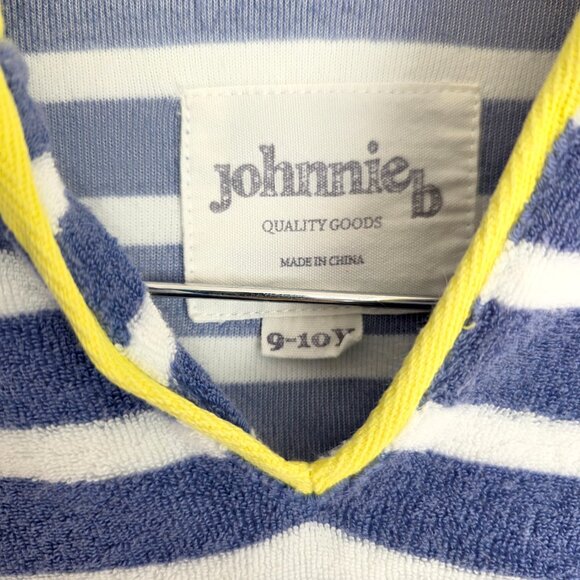 johnnie b
QUALITY GOODS
MADE IN CHINA
9-10Y